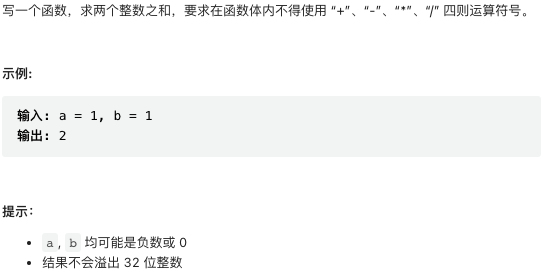 写一个函数，求两个整数之和，要求在函数体内不得使用 “+”、“-”、“*”、“/” 四则运算符号。
示例:
输入: a = 1, b = 1
输出: 2
提示：
• a, b 均可能是负数或 0
• 结果不会溢出 32 位整数